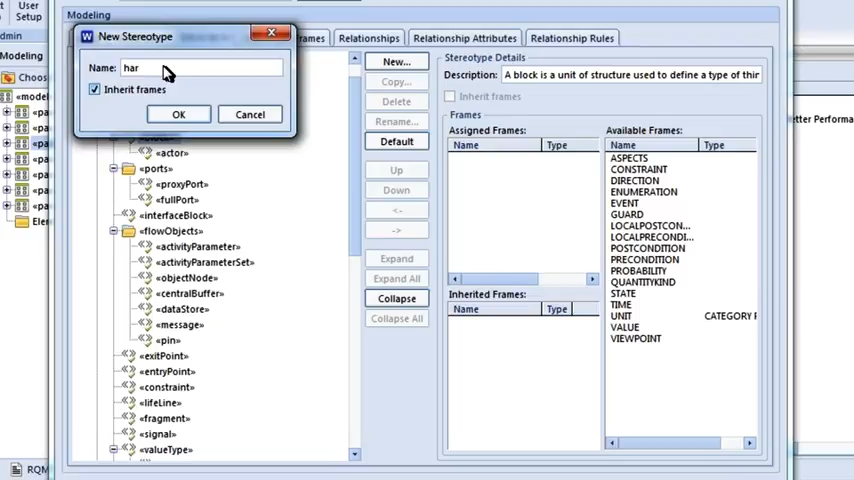 User
Setup
admin
Modeling
New Stereotype
Name: har
Inherit frames
OK
Cancel
Modeling
Choos
«mode
«pa
«pa
«pa
«pa
«pa
«pa
«pa
Elen
RQM
rames
Relationships
Relationship Attributes
Relationship Rules
«actor»
«ports»
«proxyPort»
«fullPort»
«interfaceBlock»
«flowObjects»
«activityParameter»
«activityParameterSet»
«objectNode»
«centralBuffer»
«dataStore»
«message»
«pin»
«exitPoint»
«entryPoint»
«constraint»
«lifeLine»
«fragment»
«signal»
«valueType»
New...
Copy...
Delete
Rename...
Default
Up
Down
<-
->
Expand
Expand All
Collapse
Collapse All
Stereotype Details
Description: A block is a unit of structure used to define a type of thir
Inherit frames
Frames
Assigned Frames:
Name Type
Inherited Frames:
Name Type
Available Frames:
Name Type
ASPECTS
CONSTRAINT
DIRECTION
ENUMERATION
EVENT
GUARD
LOCALPOSTCON...
LOCALPRECONDI...
POSTCONDITION
PRECONDITION
PROBABILITY
QUANTITYKIND
STATE
TIME
UNIT CATEGORY F
VALUE
VIEWPOINT
tter Performa